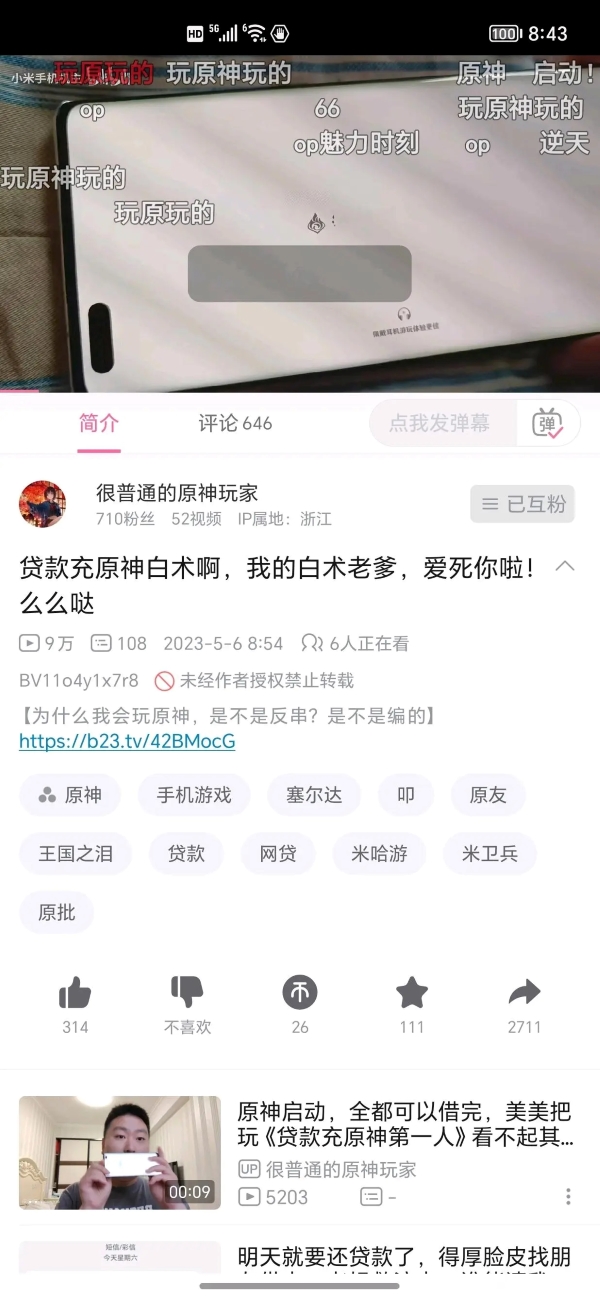 HD 5G 6 100 8:43
小米手机
玩原玩的 玩原神玩的 原神 启动！
op 66 玩原神玩的
op魅力时刻 op 逆天
玩原神玩的
玩原玩的
简介 评论 646 点我发弹幕 弹
很普通的原神玩家
710粉丝 52视频 IP属地：浙江
已互粉
贷款充原神白术啊，我的白术老爹，爱死你啦！
么么哒
9万 108 2023-5-6 8:54 6人正在看
BV11o4y1x7r8 未经作者授权禁止转载
【为什么我会玩原神，是不是反串？是不是编的】
https://b23.tv/42BMocG
原神 手机游戏 塞尔达 叩 原友
王国之泪 贷款 网贷 米哈游 米卫兵
原批
314 不喜欢 26 111 2711
原神启动，全都可以借完，美美把
玩《贷款充原神第一人》看不起其...
UP 很普通的原神玩家
5203 -
00:09
短信/彩信
今天星期六
明天就要还贷款了，得厚脸皮找朋